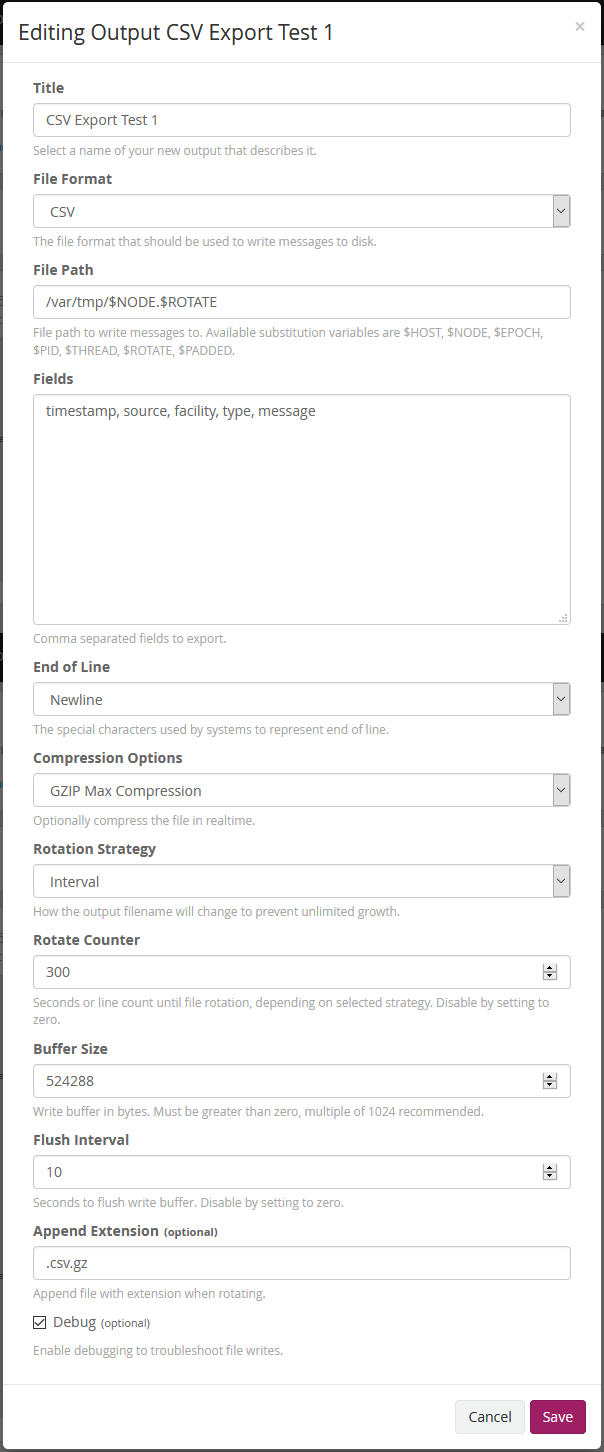 Editing Output CSV Export Test 1
×
Title
CSV Export Test 1
Select a name of your new output that describes it.
File Format
CSV
The file format that should be used to write messages to disk.
File Path
/var/tmp/$NODE.$ROTATE
File path to write messages to. Available substitution variables are $HOST, $NODE, $EPOCH,
$PID, $THREAD, $ROTATE, $PADDED.
Fields
timestamp, source, facility, type, message
Comma separated fields to export.
End of Line
Newline
The special characters used by systems to represent end of line.
Compression Options
GZIP Max Compression
Optionally compress the file in realtime.
Rotation Strategy
Interval
How the output filename will change to prevent unlimited growth.
Rotate Counter
300
Seconds or line count until file rotation, depending on selected strategy. Disable by setting to
zero.
Buffer Size
524288
Write buffer in bytes. Must be greater than zero, multiple of 1024 recommended.
Flush Interval
10
Seconds to flush write buffer. Disable by setting to zero.
Append Extension (optional)
.csv.gz
Append file with extension when rotating.
Debug (optional)
Enable debugging to troubleshoot file writes.
Cancel Save